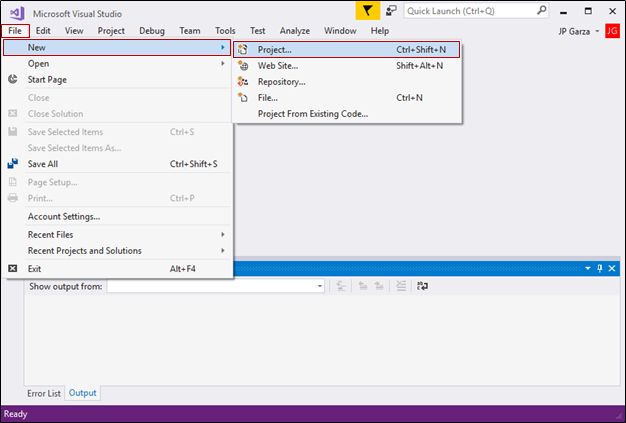 Microsoft Visual Studio
Quick Launch (Ctrl+Q)
File Edit View Project Debug Team Tools Test Analyze Window Help
JP Garza JG
New
Open
Start Page
Close
Close Solution
Save Selected Items Ctrl+S
Save Selected Items As...
Save All Ctrl+Shift+S
Page Setup...
Print... Ctrl+P
Account Settings...
Recent Files
Recent Projects and Solutions
Exit Alt+F4
Project... Ctrl+Shift+N
Web Site... Shift+Alt+N
Repository...
File... Ctrl+N
Project From Existing Code...
Show output from:
Error List Output
Ready